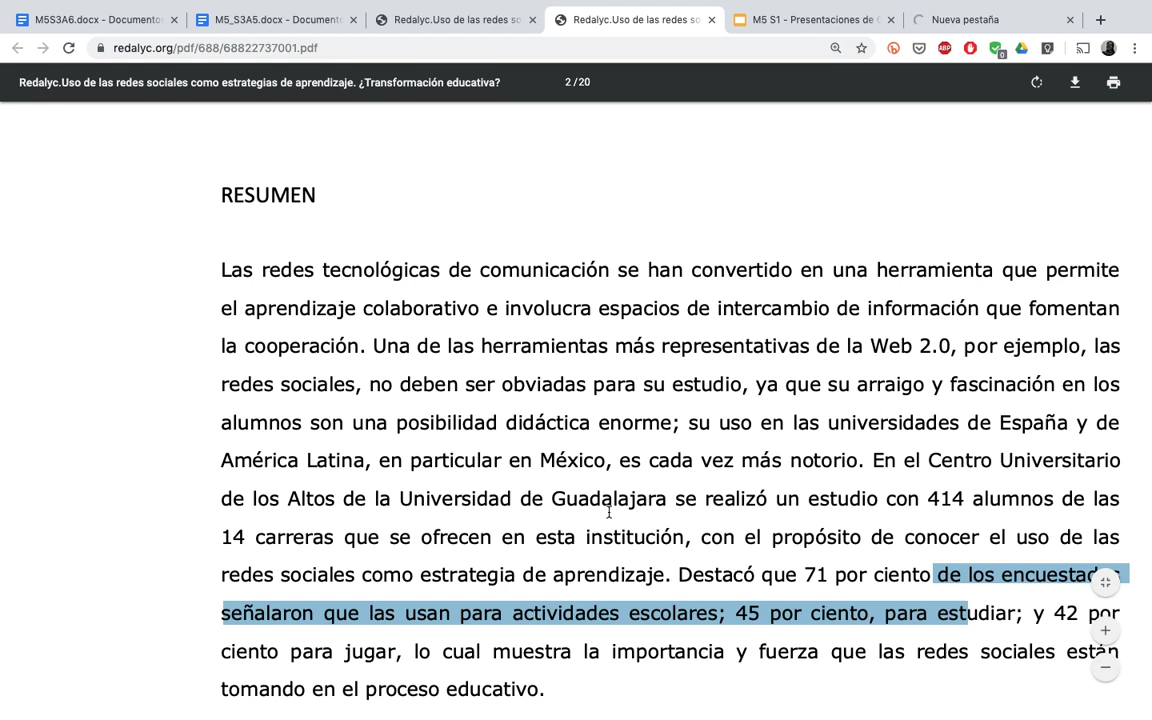 M5S3A6.docx - Documento
M5_S3A5.docx - Document
Redalyc.Uso de las redes so
Redalyc.Uso de las redes so
M5 S1 - Presentaciones de
Nueva pestaña
redalyc.org/pdf/688/68822737001.pdf
ABP
0
Redalyc.Uso de las redes sociales como estrategias de aprendizaje. ¿Transformación educativa?
2 / 20
RESUMEN
Las redes tecnológicas de comunicación se han convertido en una herramienta que permite
el aprendizaje colaborativo e involucra espacios de intercambio de información que fomentan
la cooperación. Una de las herramientas más representativas de la Web 2.0, por ejemplo, las
redes sociales, no deben ser obviadas para su estudio, ya que su arraigo y fascinación en los
alumnos son una posibilidad didáctica enorme; su uso en las universidades de España y de
América Latina, en particular en México, es cada vez más notorio. En el Centro Universitario
de los Altos de la Universidad de Guadalajara se realizó un estudio con 414 alumnos de las
14 carreras que se ofrecen en esta institución, con el propósito de conocer el uso de las
redes sociales como estrategia de aprendizaje. Destacó que 71 por ciento de los encuestados
señalaron que las usan para actividades escolares; 45 por ciento, para estudiar; y 42 por
ciento para jugar, lo cual muestra la importancia y fuerza que las redes sociales están
tomando en el proceso educativo.